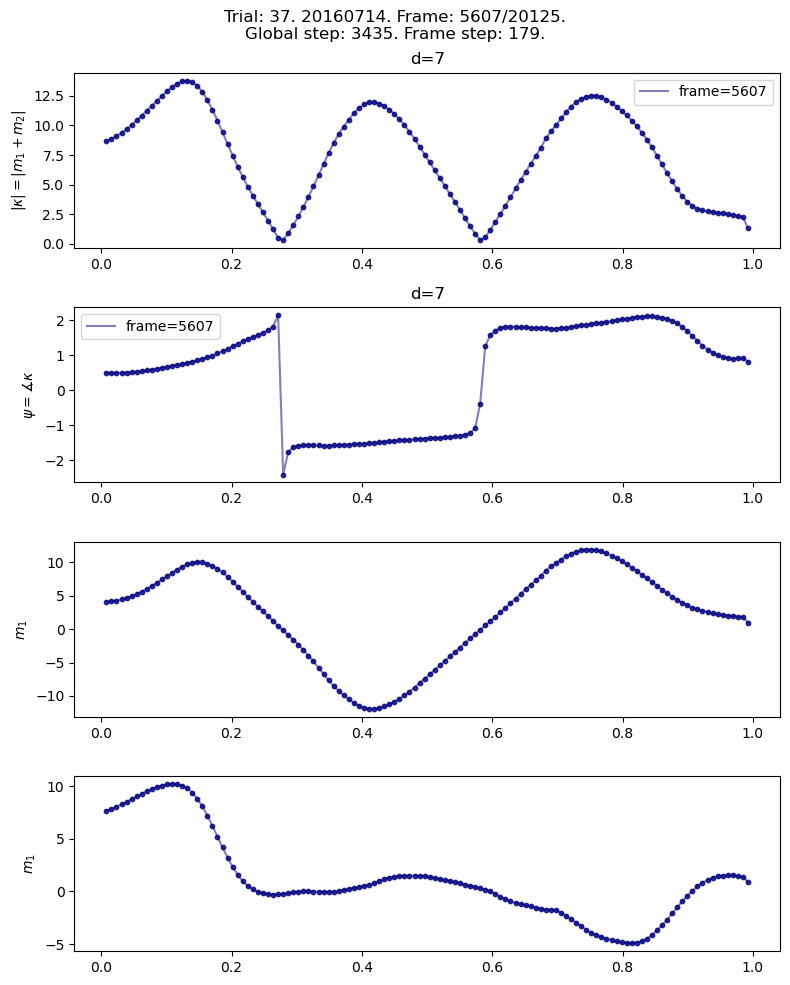 Trial: 37. 20160714. Frame: 5607/20125.
Global step: 3435. Frame step: 179.
d=7
|κ| = |m₁ + m₂|
12.5
10.0
7.5
5.0
2.5
0.0
frame=5607
0.0 0.2 0.4 0.6 0.8 1.0
d=7
ψ = ∡κ
2
1
0
−1
−2
frame=5607
0.0 0.2 0.4 0.6 0.8 1.0
m₁
10
5
0
−5
−10
0.0 0.2 0.4 0.6 0.8 1.0
m₁
10
5
0
−5
0.0 0.2 0.4 0.6 0.8 1.0